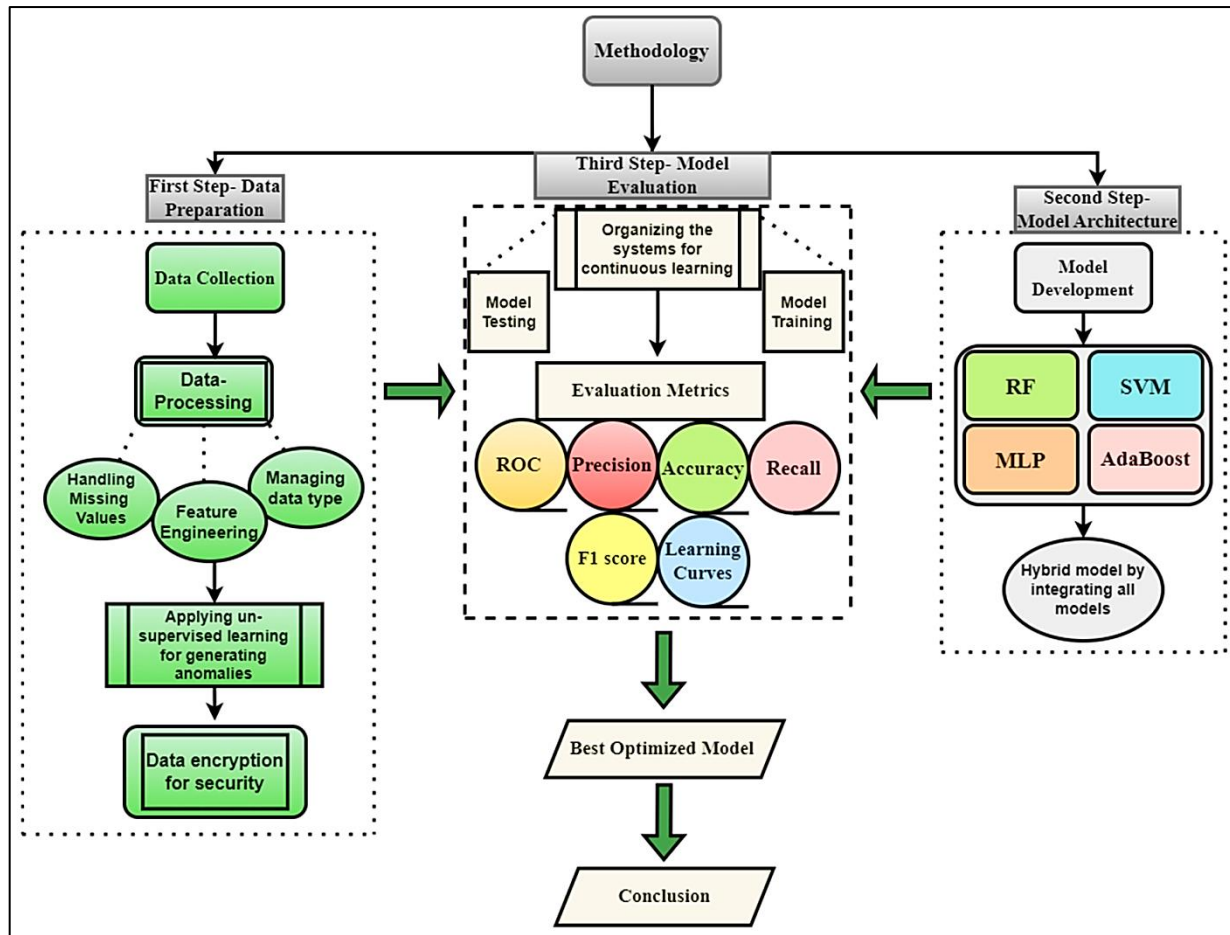 Methodology
First Step- Data
Preparation
Data Collection
Data-
Processing
Handling
Missing
Values
Feature
Engineering
Managing
data type
Applying un-
supervised learning
for generating
anomalies
Data encryption
for security
Third Step- Model
Evaluation
Organizing the
systems for
continuous learning
Model
Testing
Model
Training
Evaluation Metrics
ROC
Precision
Accuracy
Recall
F1 score
Learning
Curves
Best Optimized Model
Conclusion
Second Step-
Model Architecture
Model
Development
RF
SVM
MLP
AdaBoost
Hybrid model by
integrating all
models